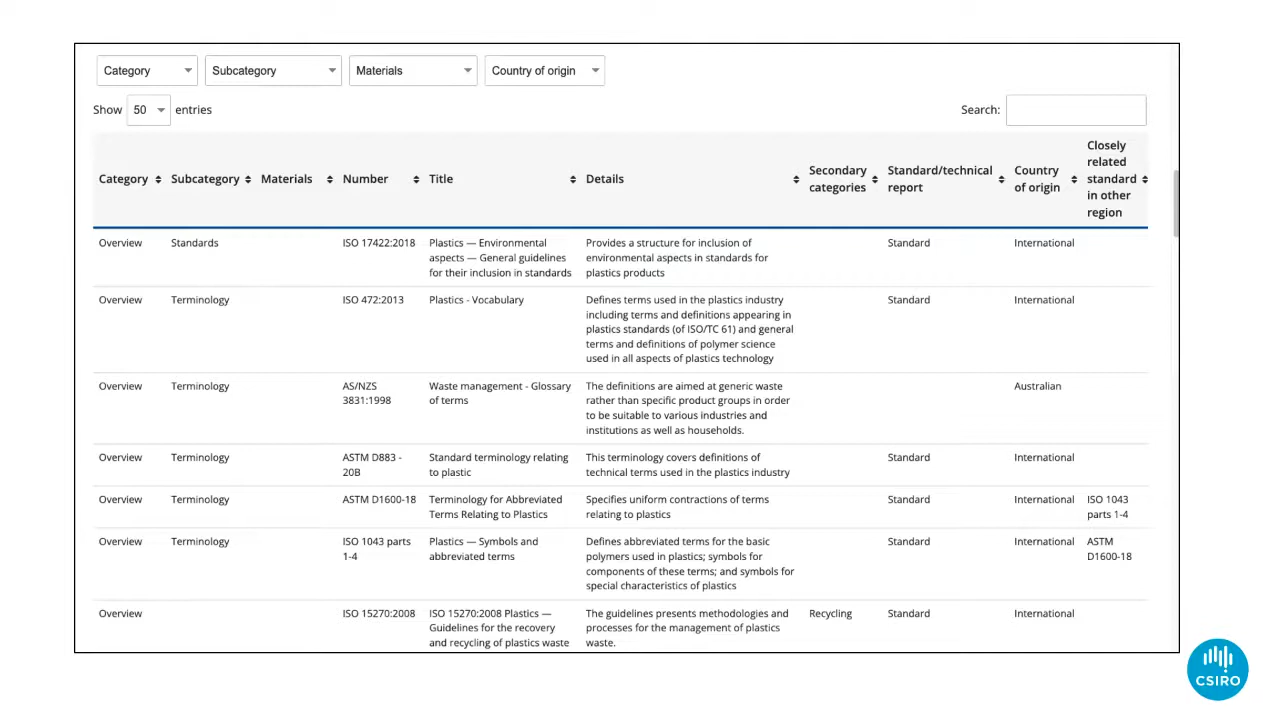 Category Subcategory Materials Country of origin
Show 50 entries Search:
Category Subcategory Materials Number Title Details Secondary categories Standard/technical report Country of origin Closely related standard in other region
Overview Standards ISO 17422:2018 Plastics — Environmental Provides a structure for inclusion of Standard International
aspects — General guidelines environmental aspects in standards for
for their inclusion in standards plastics products
Overview Terminology ISO 472:2013 Plastics - Vocabulary Defines terms used in the plastics industry Standard International
including terms and definitions appearing in
plastics standards (of ISO/TC 61) and general
terms and definitions of polymer science
used in all aspects of plastics technology
Overview Terminology AS/NZS Waste management - Glossary The definitions are aimed at generic waste Australian
3831:1998 of terms rather than specific product groups in order
to be suitable to various industries and
institutions as well as households.
Overview Terminology ASTM D883 - Standard terminology relating This terminology covers definitions of Standard International
20B to plastic technical terms used in the plastics industry
Overview Terminology ASTM D1600-18 Terminology for Abbreviated Specifies uniform contractions of terms Standard International ISO 1043
Terms Relating to Plastics relating to plastics parts 1-4
Overview Terminology ISO 1043 parts Plastics — Symbols and Defines abbreviated terms for the basic Standard International ASTM
1-4 abbreviated terms polymers used in plastics; symbols for D1600-18
components of these terms; and symbols for
special characteristics of plastics
Overview ISO 15270:2008 ISO 15270:2008 Plastics — The guidelines presents methodologies and Recycling Standard International
Guidelines for the recovery processes for the management of plastics
and recycling of plastics waste waste.
CSIRO